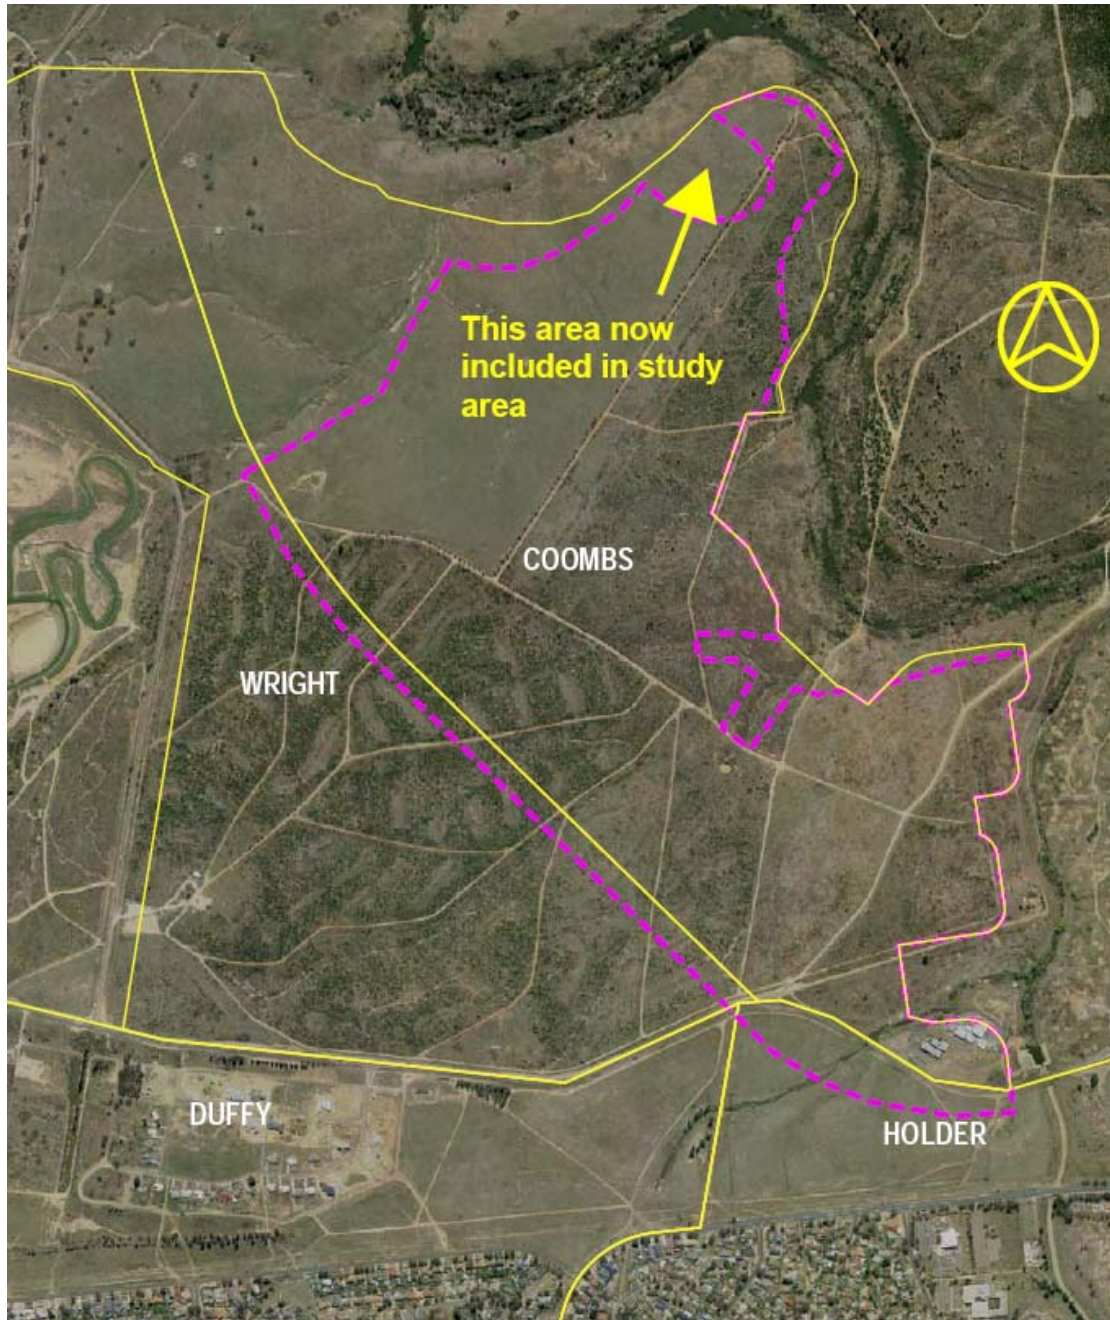 This area now
included in study
area
COOMBS
WRIGHT
DUFFY
HOLDER